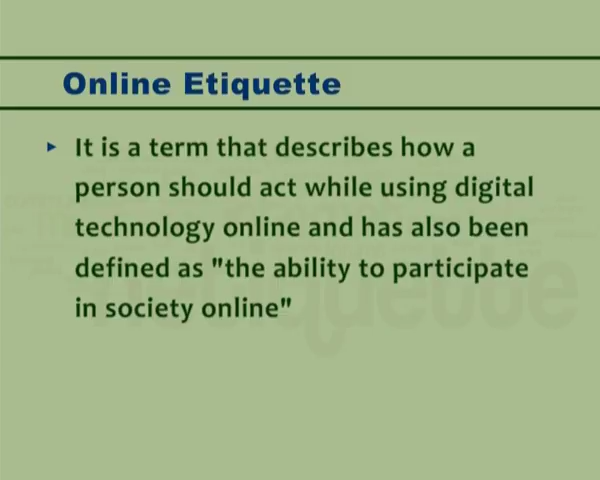 Online Etiquette
► It is a term that describes how a
person should act while using digital
technology online and has also been
defined as "the ability to participate
in society online"